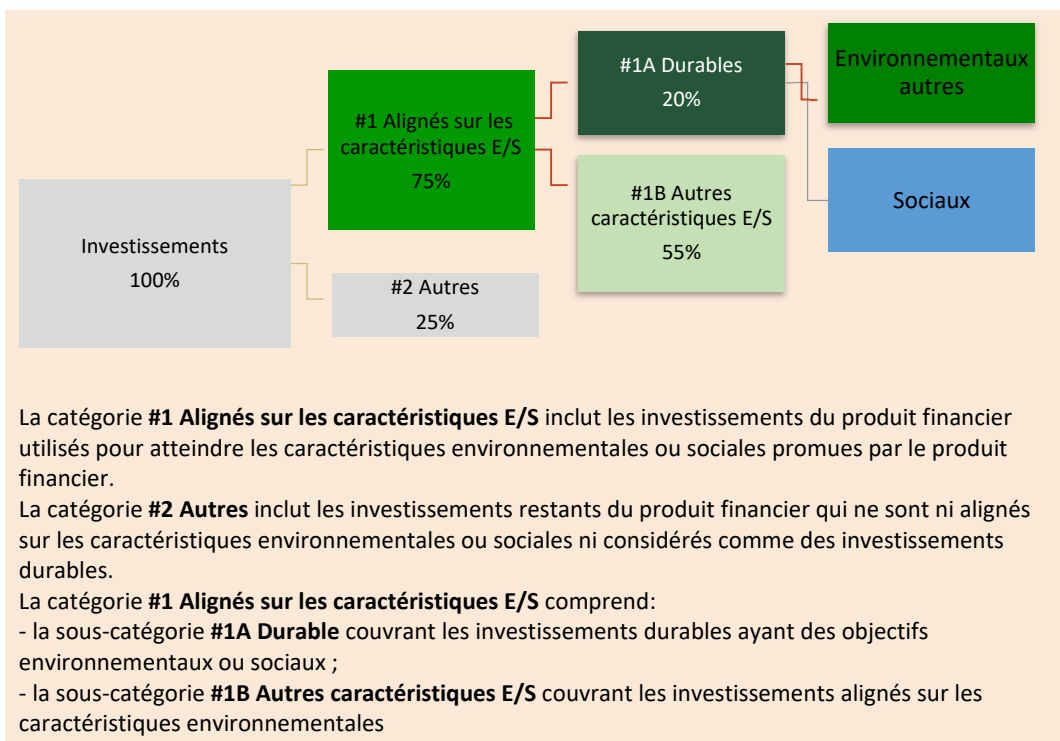 Investissements
100%
#1 Alignés sur les
caractéristiques E/S
75%
#2 Autres
25%
#1A Durables
20%
#1B Autres
caractéristiques E/S
55%
Environnementaux
autres
Sociaux
La catégorie #1 Alignés sur les caractéristiques E/S inclut les investissements du produit financier
utilisés pour atteindre les caractéristiques environnementales ou sociales promues par le produit
financier.
La catégorie #2 Autres inclut les investissements restants du produit financier qui ne sont ni alignés
sur les caractéristiques environnementales ou sociales ni considérés comme des investissements
durables.
La catégorie #1 Alignés sur les caractéristiques E/S comprend:
- la sous-catégorie #1A Durable couvrant les investissements durables ayant des objectifs
environnementaux ou sociaux ;
- la sous-catégorie #1B Autres caractéristiques E/S couvrant les investissements alignés sur les
caractéristiques environnementales